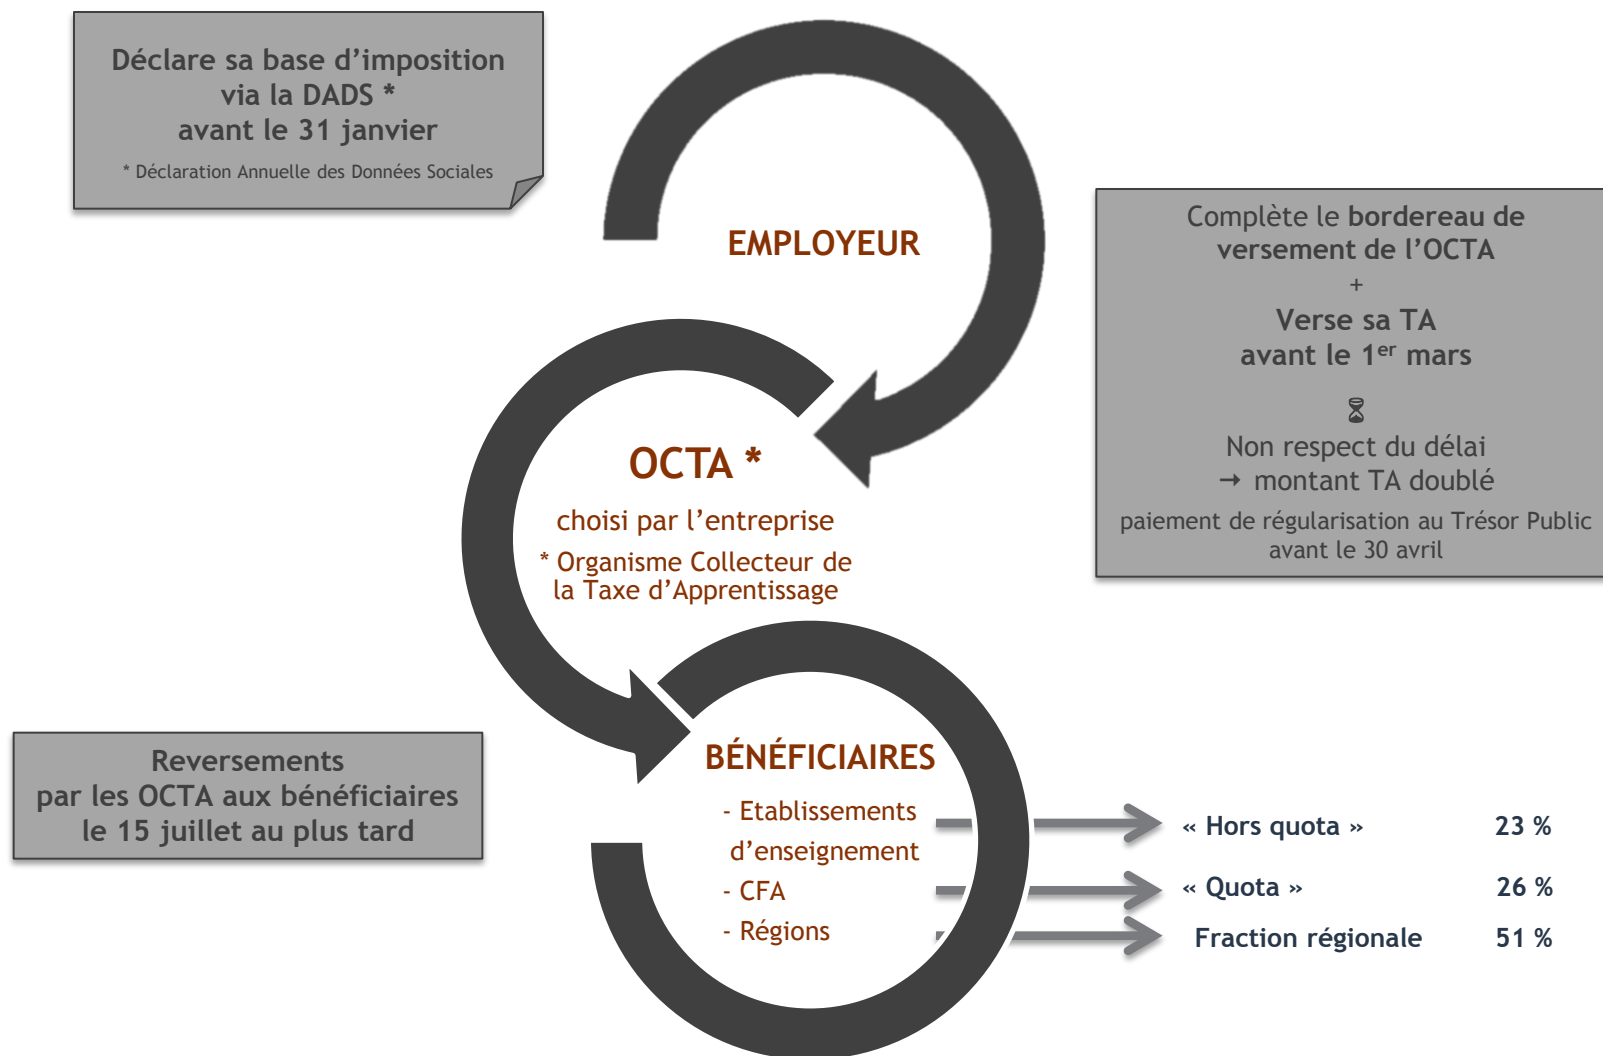 Déclare sa base d’imposition
via la DADS *
avant le 31 janvier
* Déclaration Annuelle des Données Sociales
EMPLOYEUR
Complète le bordereau de
versement de l’OCTA
+
Verse sa TA
avant le 1er mars
⌛
Non respect du délai
→ montant TA doublé
paiement de régularisation au Trésor Public
avant le 30 avril
OCTA *
choisi par l’entreprise
* Organisme Collecteur de
la Taxe d’Apprentissage
Reversements
par les OCTA aux bénéficiaires
le 15 juillet au plus tard
BÉNÉFICIAIRES
- Etablissements
d’enseignement
- CFA
- Régions
« Hors quota » 23 %
« Quota » 26 %
Fraction régionale 51 %